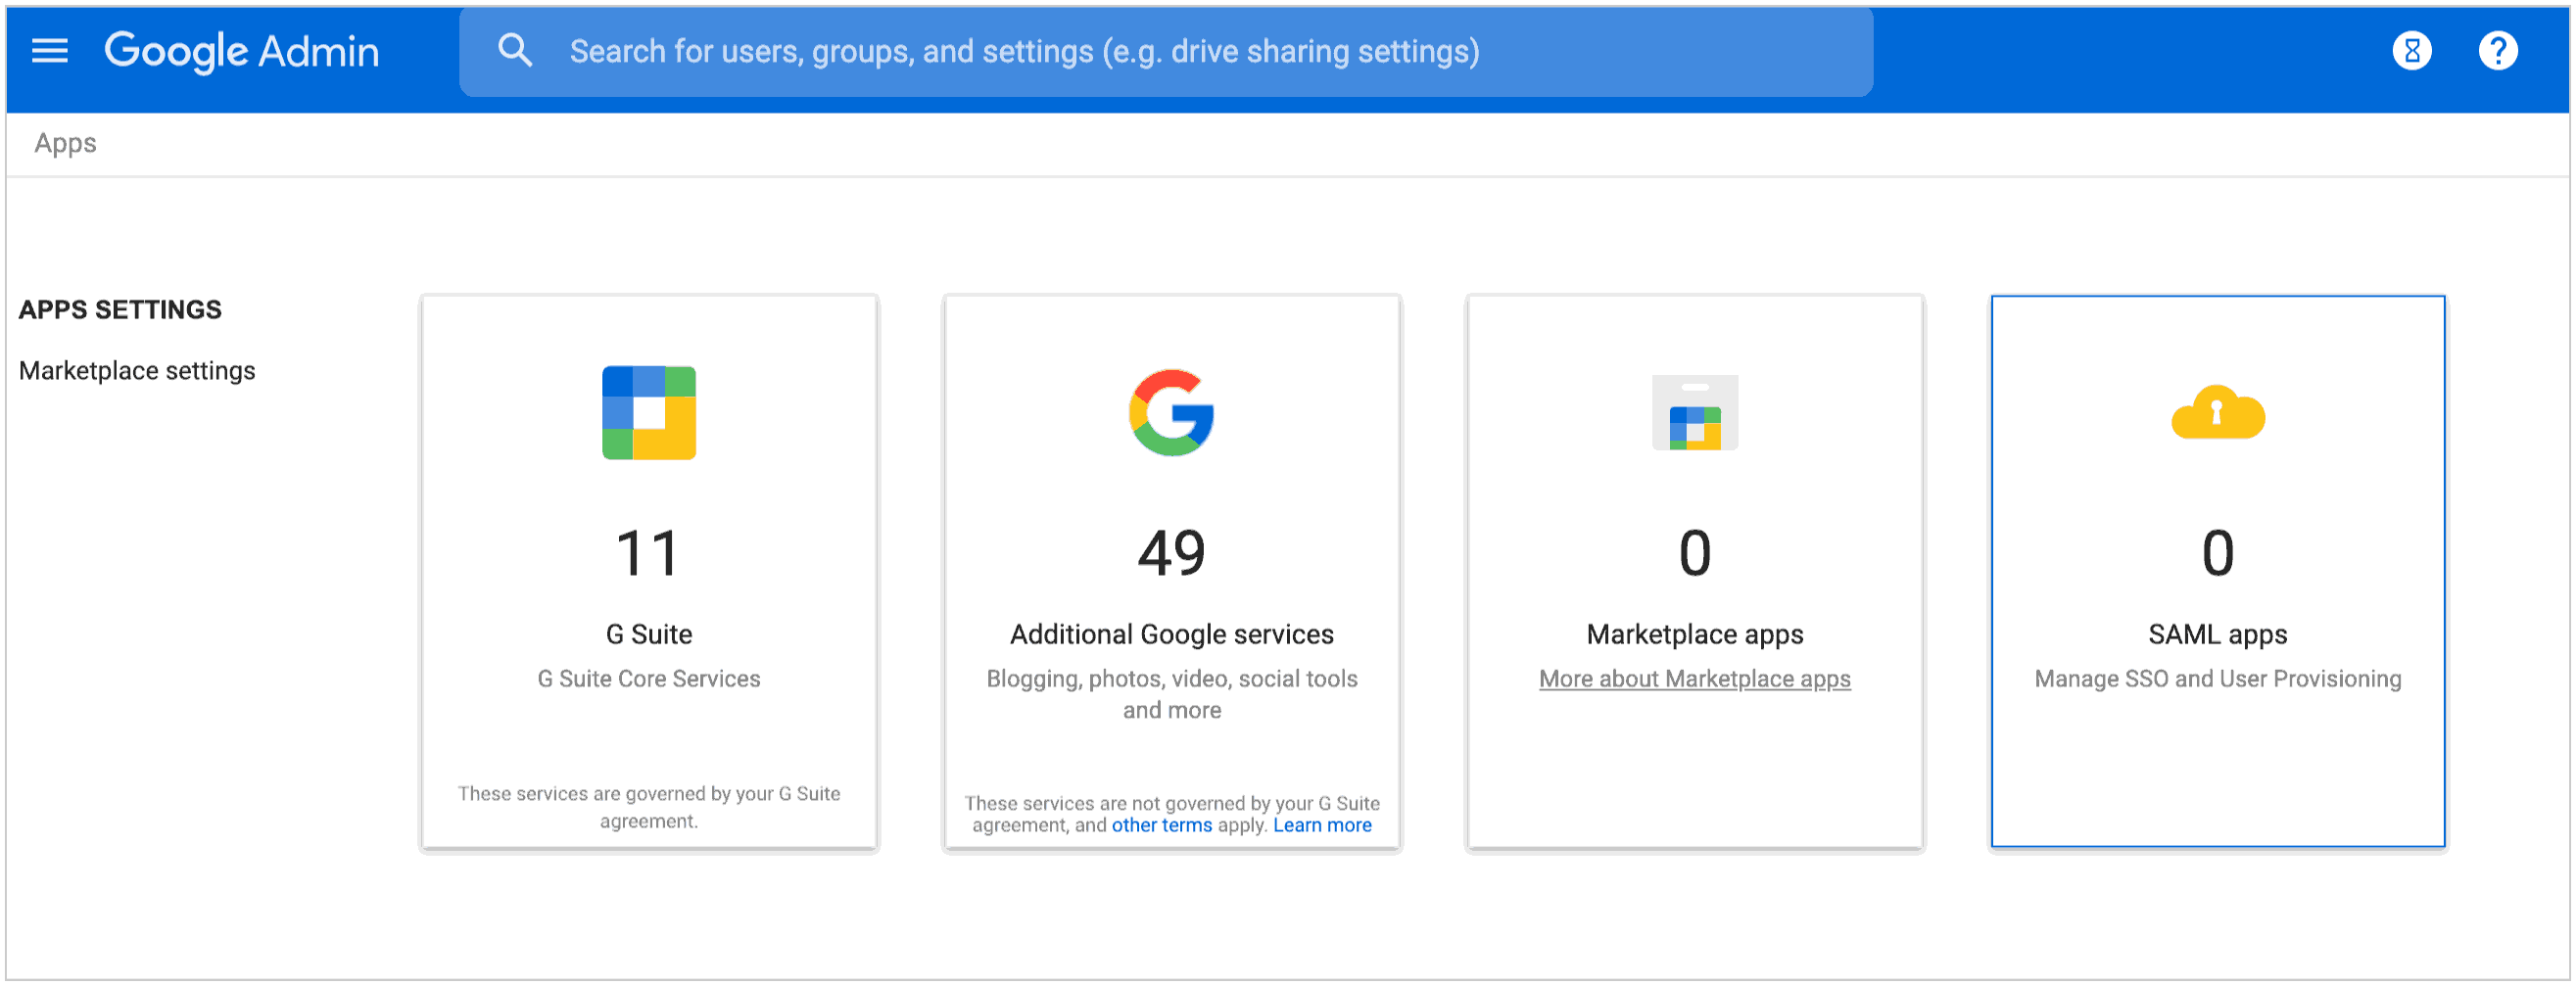 Google Admin
Search for users, groups, and settings (e.g. drive sharing settings)
?
Apps
APPS SETTINGS
Marketplace settings
11
G Suite
G Suite Core Services
These services are governed by your G Suite
agreement.
49
Additional Google services
Blogging, photos, video, social tools
and more
These services are not governed by your G Suite
agreement, and other terms apply. Learn more
0
Marketplace apps
More about Marketplace apps
0
SAML apps
Manage SSO and User Provisioning